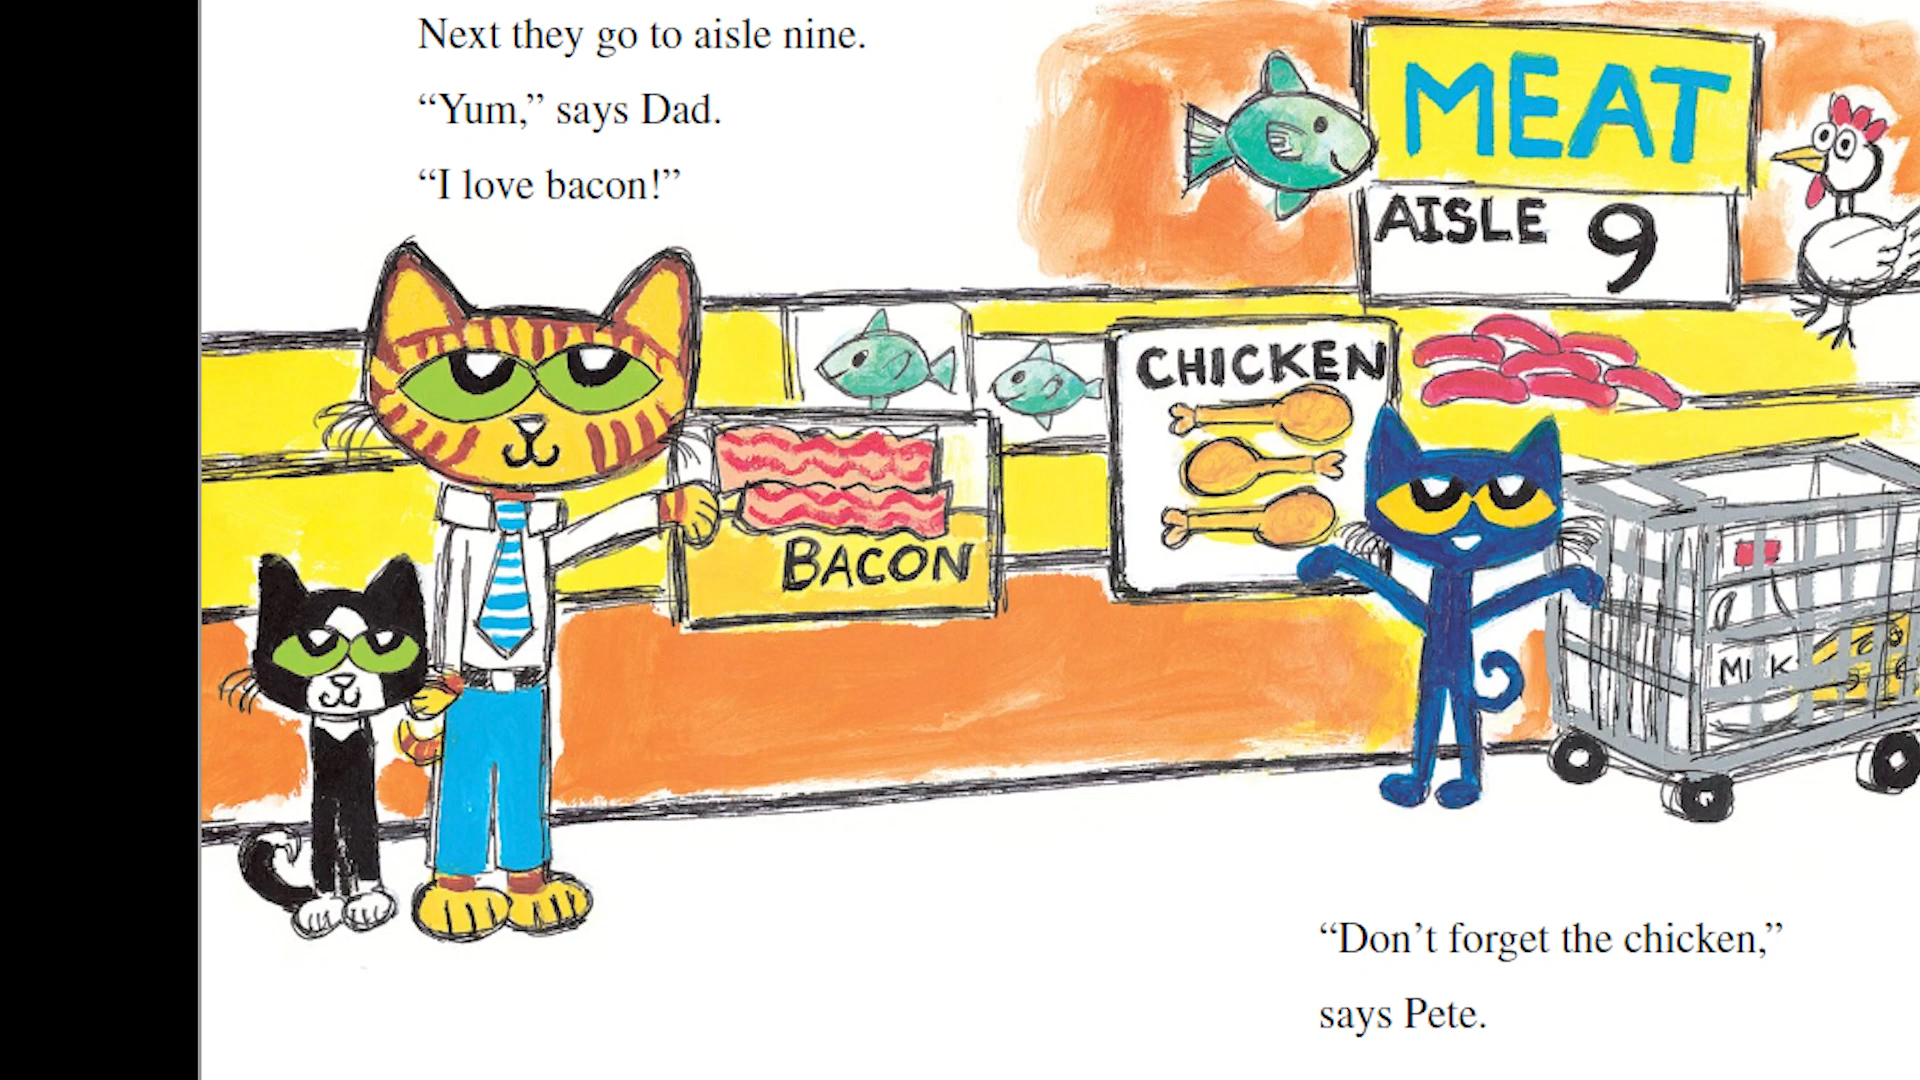 Next they go to aisle nine.
“Yum,” says Dad.
“I love bacon!”
MEAT
AISLE 9
CHICKEN
BACON
MILK
“Don’t forget the chicken,”
says Pete.